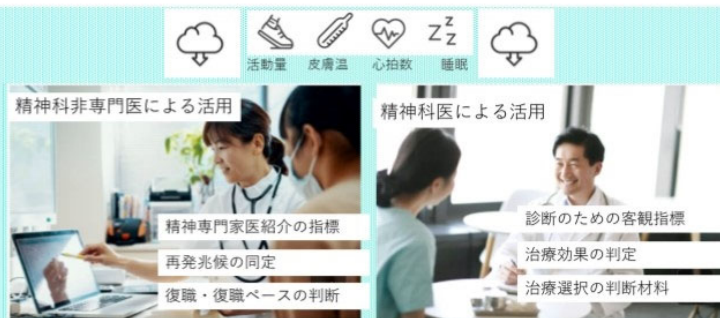 活動量 皮膚温 心拍数 睡眠
精神科非専門医による活用
精神専門家医紹介の指標
再発兆候の同定
復職・復職ペースの判断
精神科医による活用
診断のための客観指標
治療効果の判定
治療選択の判断材料